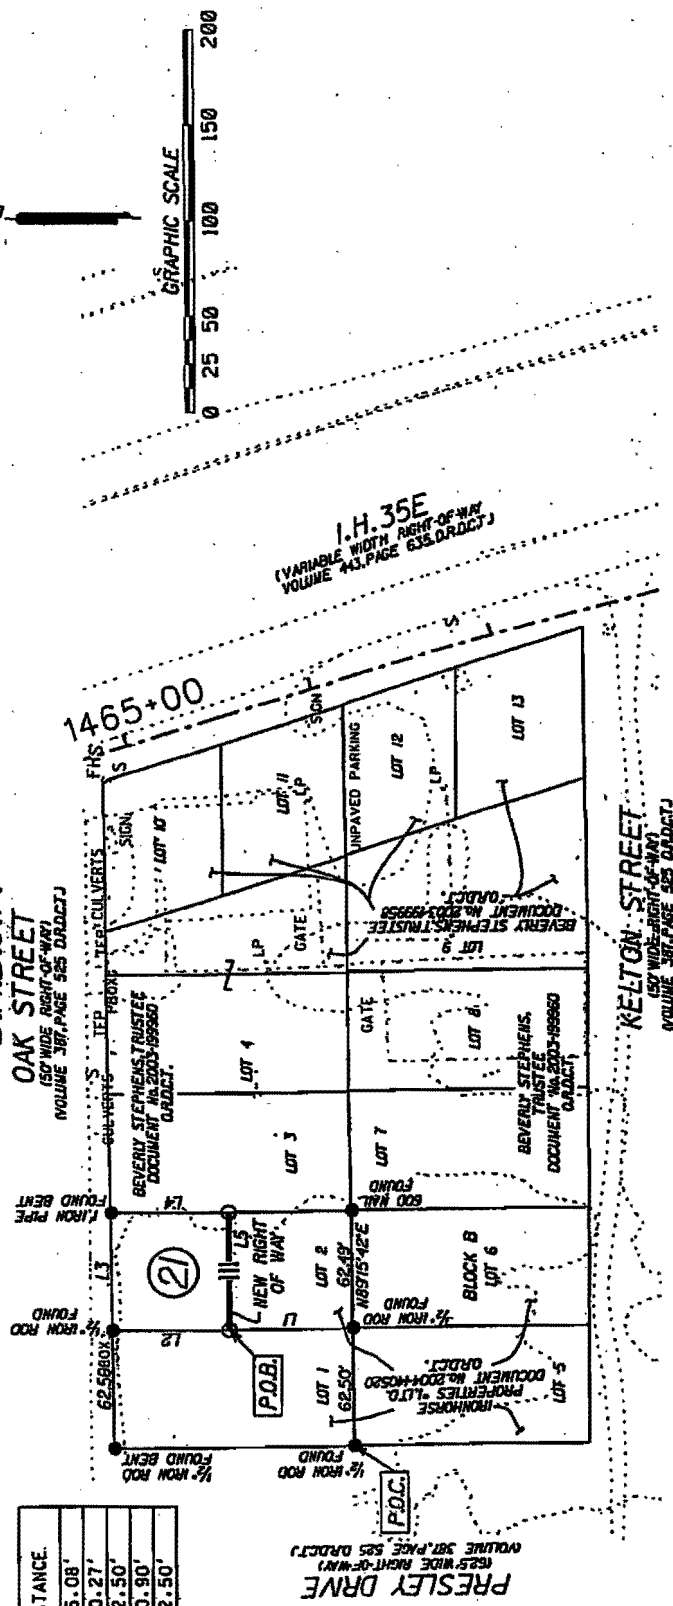 0 25 50 100 150 200
GRAPHIC SCALE
S
I.H.35E
(VARIABLE WIDTH RIGHT-OF-WAY
VOLUME 443,PAGE 635,D.R.D.C.T.)
1465+00
OAK STREET
(50'WIDE RIGHT-OF-WAY)
(VOLUME 387,PAGE 525 D.R.D.C.T.)
KELTON STREET
(50'WIDE RIGHT-OF-WAY)
(VOLUME 387,PAGE 525 D.R.D.C.T.)
PRESLEY DRIVE
(62.5'WIDE RIGHT-OF-WAY)
(VOLUME 387,PAGE 525 D.R.D.C.T.)
FHS
S
S
SIGN
SIGN
LOT 10
LOT 11
LP
UNPAVED PARKING
LOT 12
LP
LOT 13
CULVERTS
TFP
TFP
S
CULVERTS
LP
GATE
GATE
BEVERLY STEPHENS,TRUSTEE
DOCUMENT No.2003-199958
O.R.D.C.T.
LOT 9
BEVERLY STEPHENS,TRUSTEE
DOCUMENT No.2003-199960
O.R.D.C.T.
LOT 4
LOT 3
LOT 7
LOT 8
BEVERLY STEPHENS,
TRUSTEE
DOCUMENT No.2003-199960
O.R.D.C.T.
1" IRON PIPE
FOUND BENT
L4
60D NAIL
FOUND
L3
21
L5
NEW RIGHT
OF WAY
LOT 2
62.49'
N89°15'42"E
BLOCK B
LOT 6
½" IRON ROD
FOUND
L2
L1
½" IRON ROD
FOUND
P.O.B.
LOT 1
62.50'
IRONHORSE
PROPERTIES "I,LTD.
DOCUMENT No.2004-140520
O.R.D.C.T.
LOT 5
½" IRON ROD
FOUND BENT
½" IRON ROD
FOUND
P.O.C.
TANCE.
5.08'
0.27'
2.50'
0.90'
2.50'